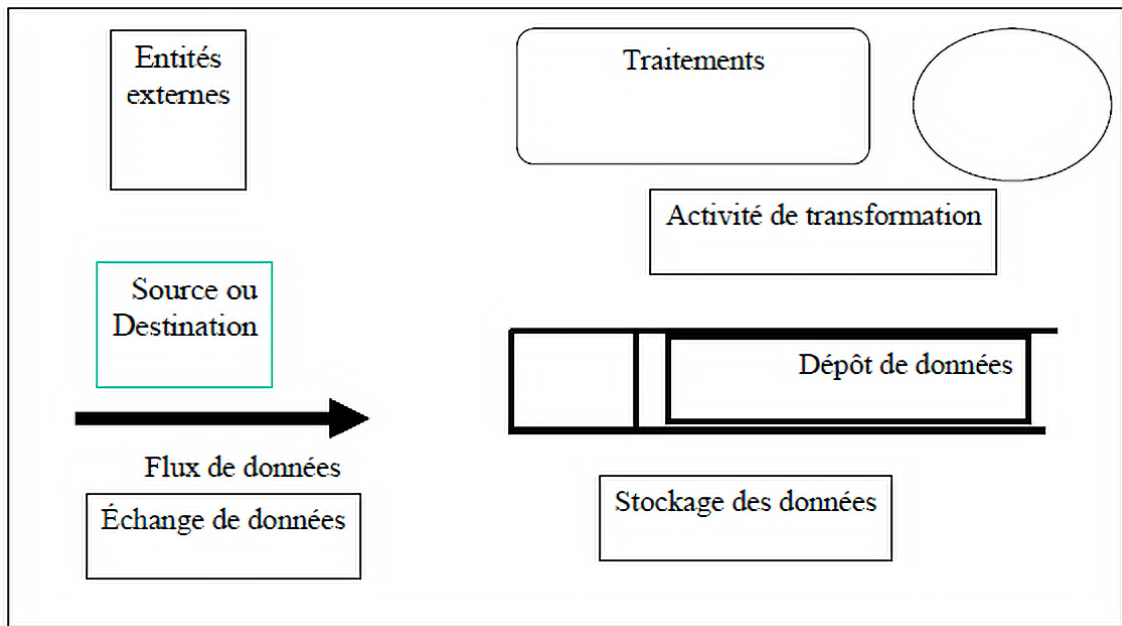 Entités
externes
Traitements
Activité de transformation
Source ou
Destination
Dépôt de données
Flux de données
Échange de données
Stockage des données